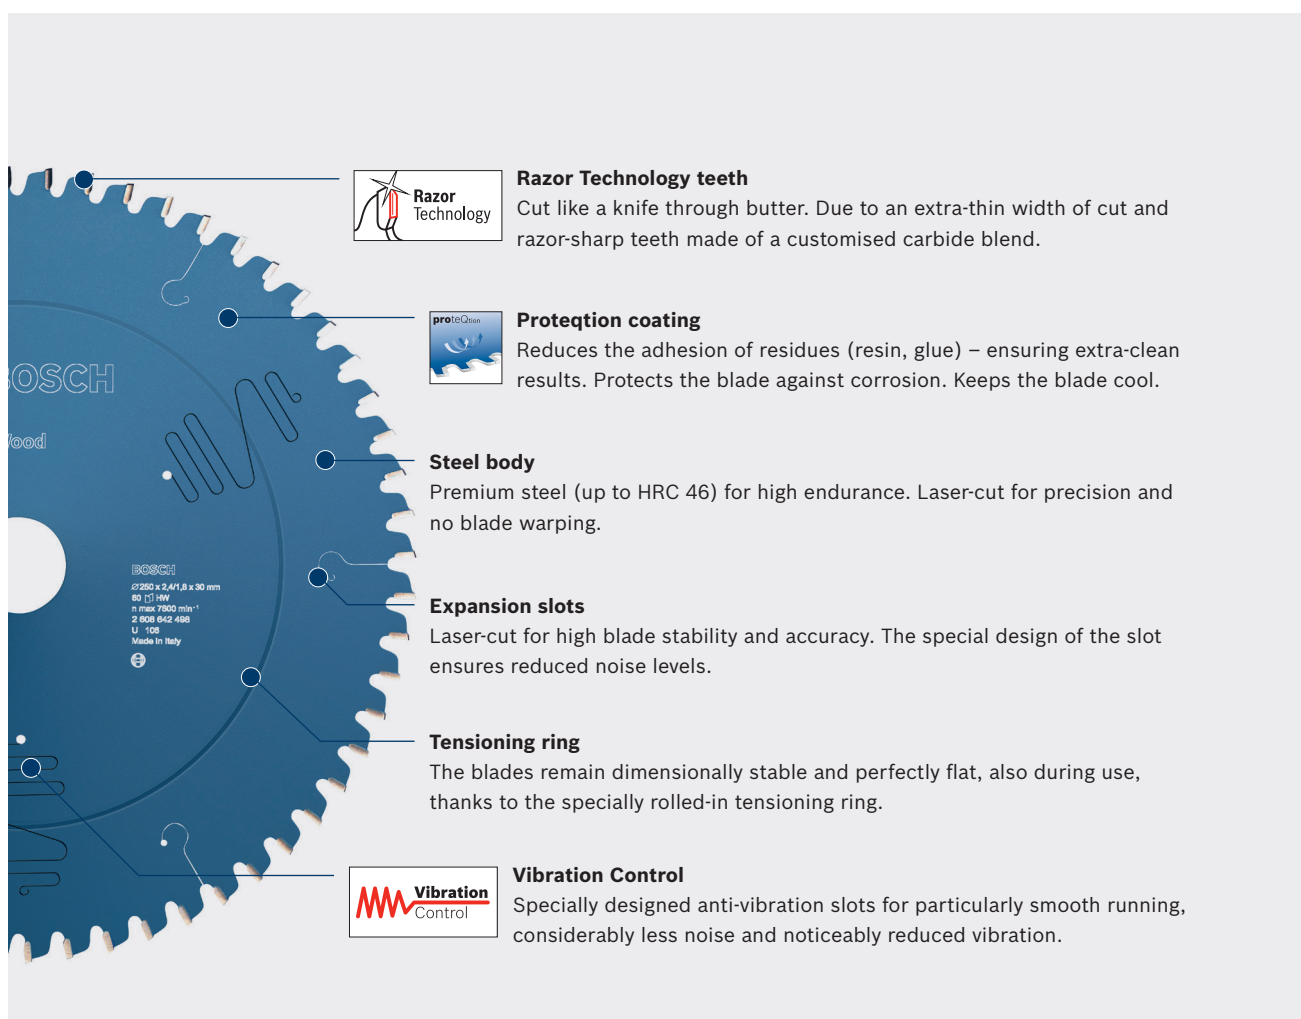 Razor Technology teeth
Razor
Technology
Cut like a knife through butter. Due to an extra-thin width of cut and
razor-sharp teeth made of a customised carbide blend.
proteQtion
Proteqtion coating
Reduces the adhesion of residues (resin, glue) – ensuring extra-clean
results. Protects the blade against corrosion. Keeps the blade cool.
BOSCH
Wood
Steel body
Premium steel (up to HRC 46) for high endurance. Laser-cut for precision and
no blade warping.
BOSCH
Ø 250 x 2,4/1,8 x 30 mm
80 HW
n max 7600 min⁻¹
2 608 642 498
U 108
Made in Italy
Expansion slots
Laser-cut for high blade stability and accuracy. The special design of the slot
ensures reduced noise levels.
Tensioning ring
The blades remain dimensionally stable and perfectly flat, also during use,
thanks to the specially rolled-in tensioning ring.
Vibration
Control
Vibration Control
Specially designed anti-vibration slots for particularly smooth running,
considerably less noise and noticeably reduced vibration.